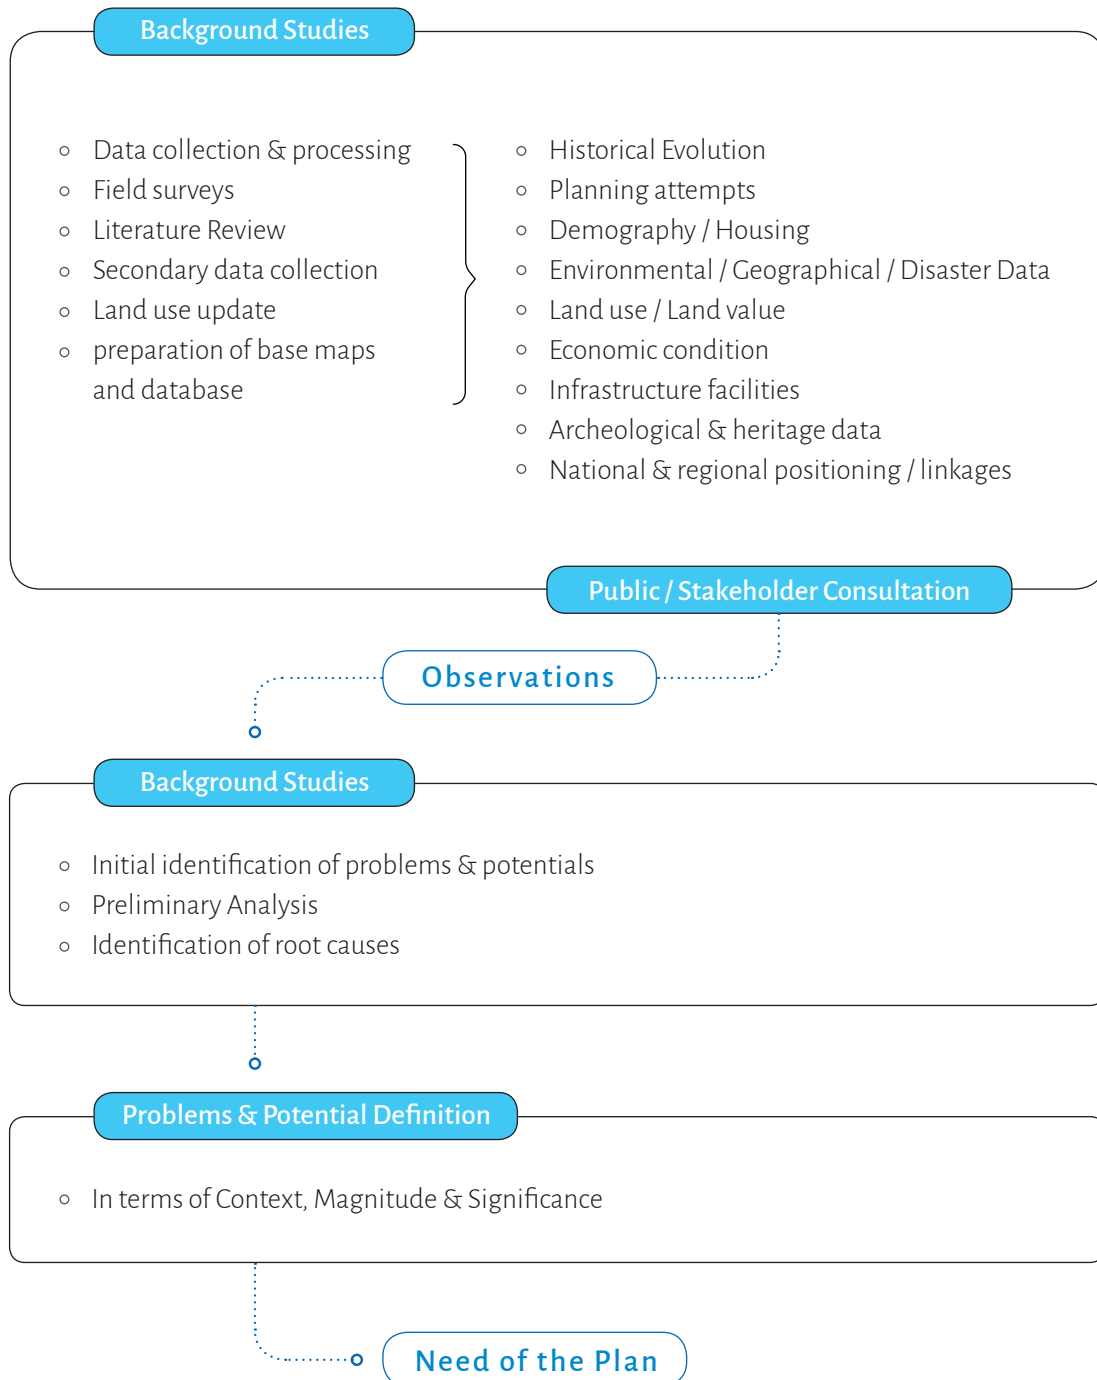 Background Studies
Data collection & processing
Field surveys
Literature Review
Secondary data collection
Land use update
preparation of base maps
and database
Historical Evolution
Planning attempts
Demography / Housing
Environmental / Geographical / Disaster Data
Land use / Land value
Economic condition
Infrastructure facilities
Archeological & heritage data
National & regional positioning / linkages
Public / Stakeholder Consultation
Observations
Background Studies
Initial identification of problems & potentials
Preliminary Analysis
Identification of root causes
Problems & Potential Definition
In terms of Context, Magnitude & Significance
Need of the Plan